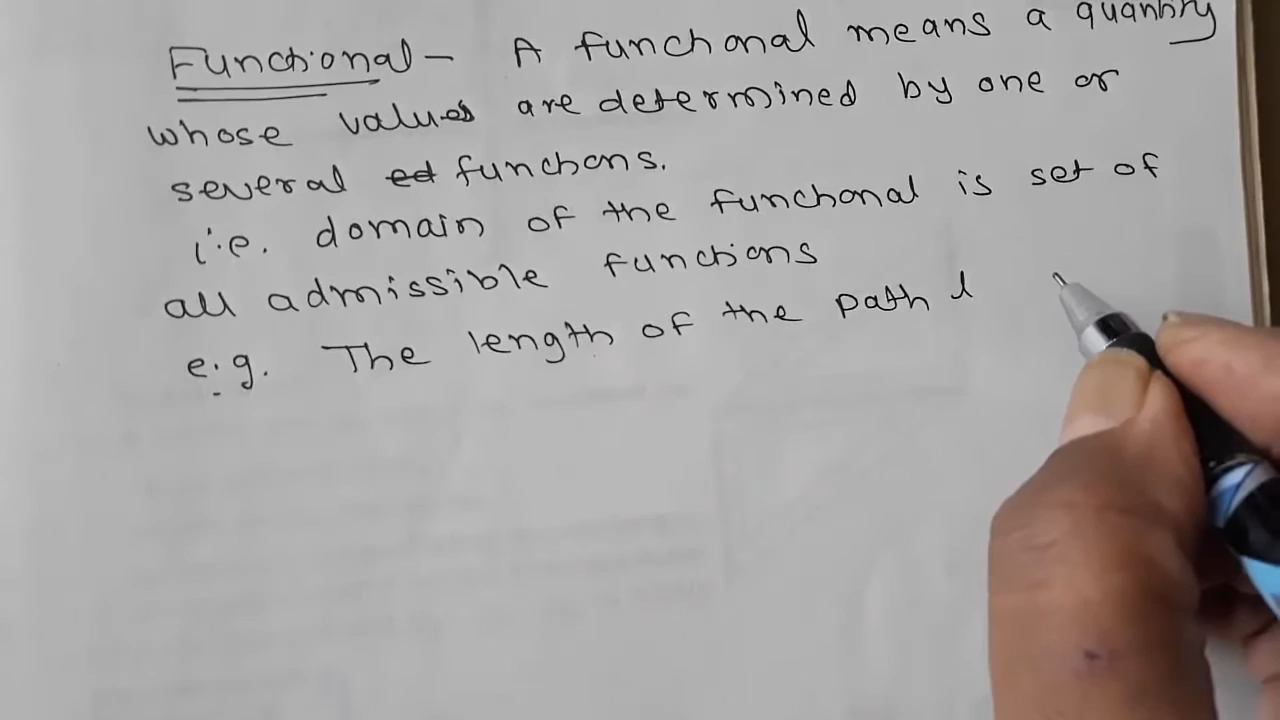 Functional - A functional means a quantity
whose values are determined by one or
several functions.
i.e. domain of the functional is set of
all admissible functions
e.g. The length of the path l